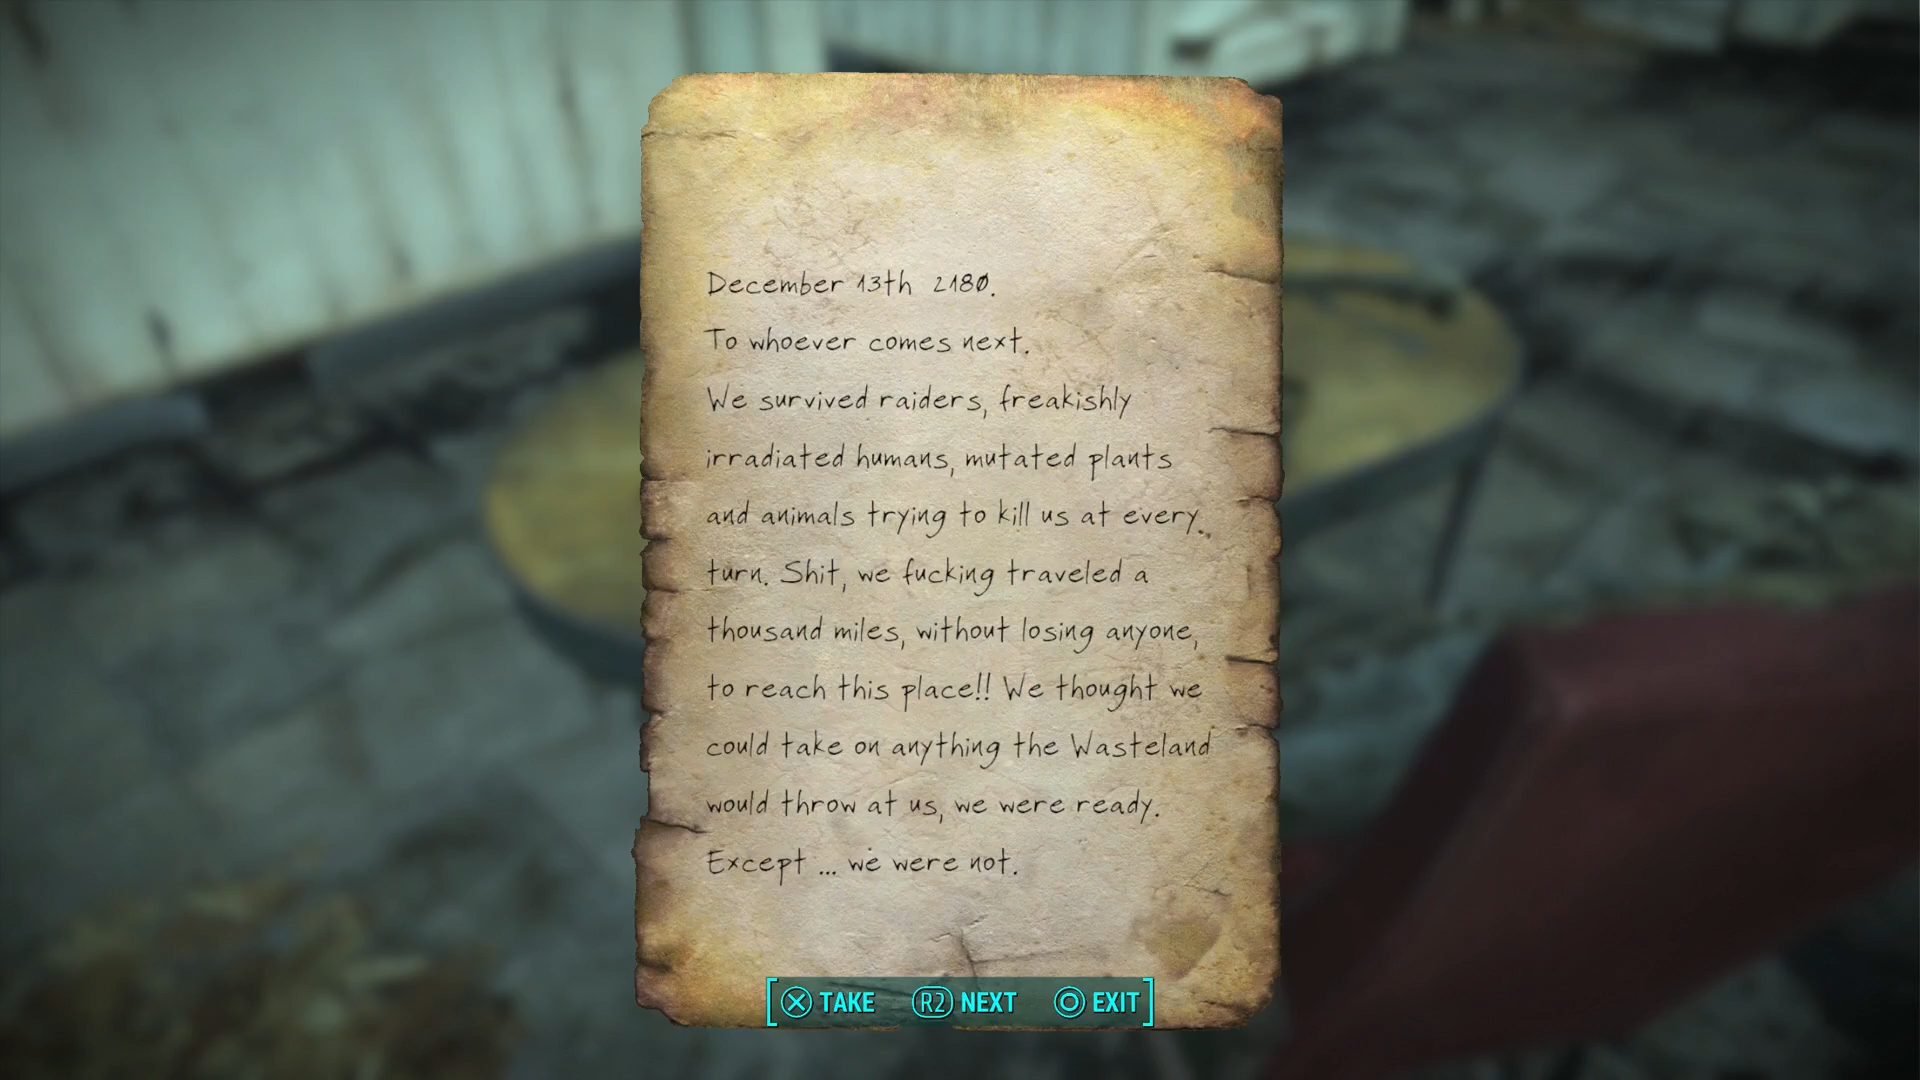 December 13th 2180.
To whoever comes next.
We survived raiders, freakishly
irradiated humans, mutated plants
and animals trying to kill us at every
turn. Shit, we fucking traveled a
thousand miles, without losing anyone,
to reach this place!! We thought we
could take on anything the Wasteland
would throw at us, we were ready.
Except ... we were not.
X TAKE R2 NEXT O EXIT